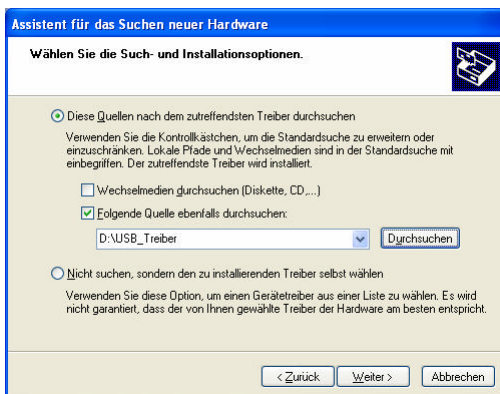 Assistent für das Suchen neuer Hardware
Wählen Sie die Such- und Installationsoptionen.
Diese Quellen nach dem zutreffendsten Treiber durchsuchen
Verwenden Sie die Kontrollkästchen, um die Standardsuche zu erweitern oder
einzuschränken. Lokale Pfade und Wechselmedien sind in der Standardsuche mit
einbegriffen. Der zutreffendste Treiber wird installiert.
Wechselmedien durchsuchen (Diskette, CD,...)
Folgende Quelle ebenfalls durchsuchen:
D:\USB_Treiber
Durchsuchen
Nicht suchen, sondern den zu installierenden Treiber selbst wählen
Verwenden Sie diese Option, um einen Gerätetreiber aus einer Liste zu wählen. Es wird
nicht garantiert, dass der von Ihnen gewählte Treiber der Hardware am besten entspricht.
< Zurück Weiter > Abbrechen